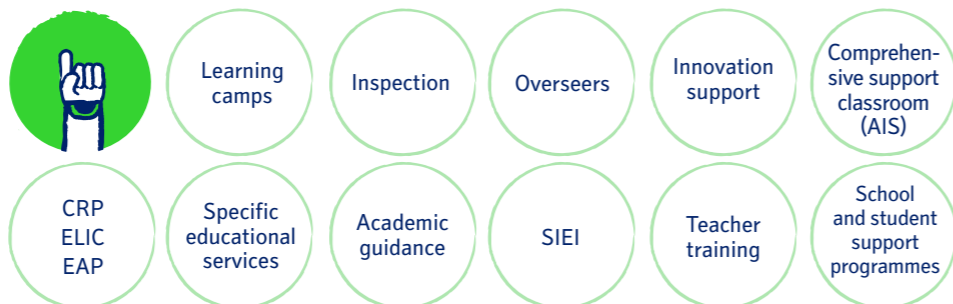 Learning
camps
Inspection
Overseers
Innovation
support
Comprehen-
sive support
classroom
(AIS)
CRP
ELIC
EAP
Specific
educational
services
Academic
guidance
SIEI
Teacher
training
School
and student
support
programmes